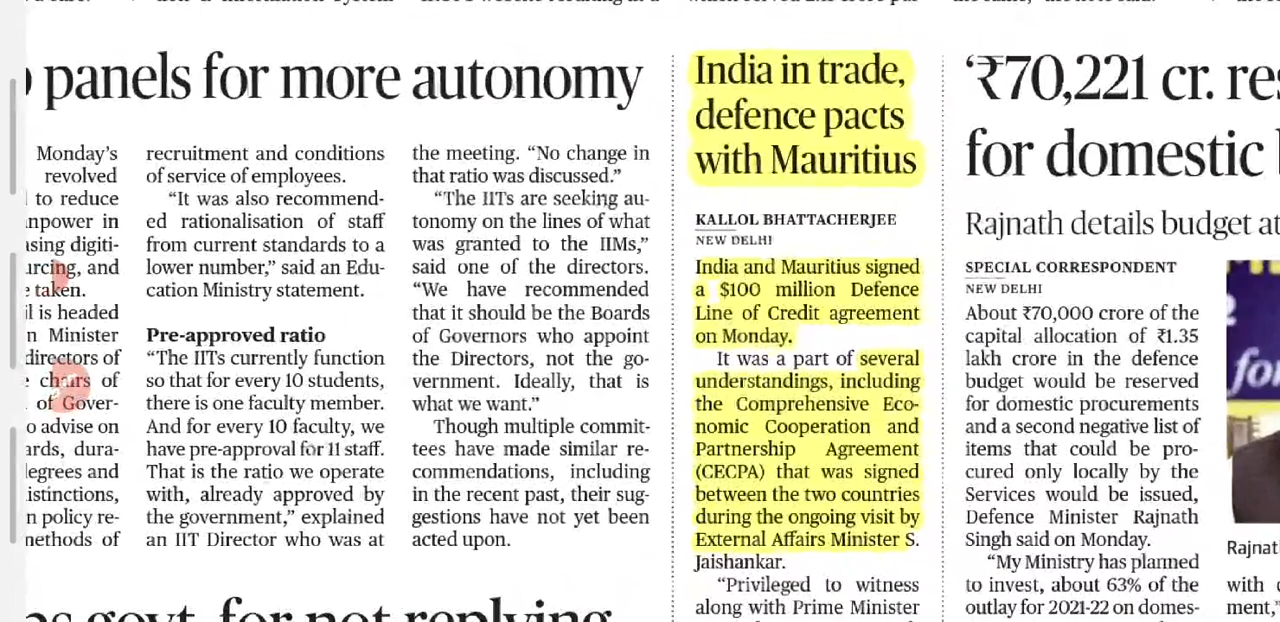 panels for more autonomy
Monday's
revolved
to reduce
in
digiti-
and
taken.
is headed
Minister
directors of
of
of Gover-
to advise on
dura-
and
policy re-
of
recruitment and conditions
of service of employees.
“It was also recommend-
ed rationalisation of staff
from current standards to a
lower number,” said an Edu-
cation Ministry statement.
Pre-approved ratio
“The IITs currently function
so that for every 10 students,
there is one faculty member.
And for every 10 faculty, we
have pre-approval for 11 staff.
That is the ratio we operate
with, already approved by
the government,” explained
an IIT Director who was at
the meeting. “No change in
that ratio was discussed.”
“The IITs are seeking au-
tonomy on the lines of what
was granted to the IIMs,”
said one of the directors.
“We have recommended
that it should be the Boards
of Governors who appoint
the Directors, not the go-
vernment. Ideally, that is
what we want.”
Though multiple commit-
tees have made similar re-
commendations, including
in the recent past, their sug-
gestions have not yet been
acted upon.
govt. for not replying
India in trade,
defence pacts
with Mauritius
KALLOL BHATTACHERJEE
NEW DELHI
India and Mauritius signed
a $100 million Defence
Line of Credit agreement
on Monday.
It was a part of several
understandings, including
the Comprehensive Eco-
nomic Cooperation and
Partnership Agreement
(CECPA) that was signed
between the two countries
during the ongoing visit by
External Affairs Minister S.
Jaishankar.
“Privileged to witness
along with Prime Minister
‘₹70,221 cr.
for domestic
Rajnath details budget
SPECIAL CORRESPONDENT
NEW DELHI
About ₹70,000 crore of the
capital allocation of ₹1.35
lakh crore in the defence
budget would be reserved
for domestic procurements
and a second negative list of
items that could be pro-
cured only locally by the
Services would be issued,
Defence Minister Rajnath
Singh said on Monday.
“My Ministry has planned
to invest, about 63% of the
outlay for 2021-22 on domes-
with